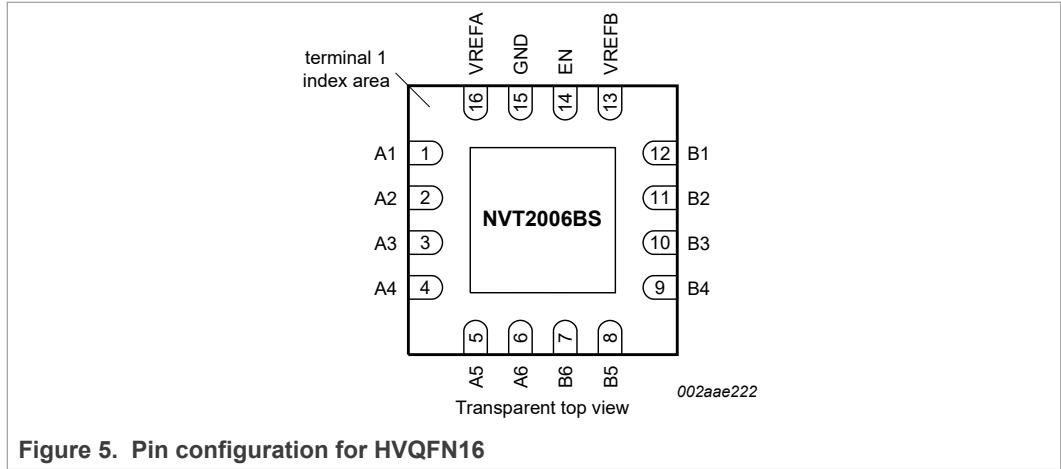 terminal 1
index area
VREFA
GND
EN
VREFB
16
15
14
13
A1 1
12 B1
A2 2
11 B2
NVT2006BS
A3 3
10 B3
A4 4
9 B4
5
6
7
8
A5
A6
B6
B5
002aae222
Transparent top view
Figure 5. Pin configuration for HVQFN16